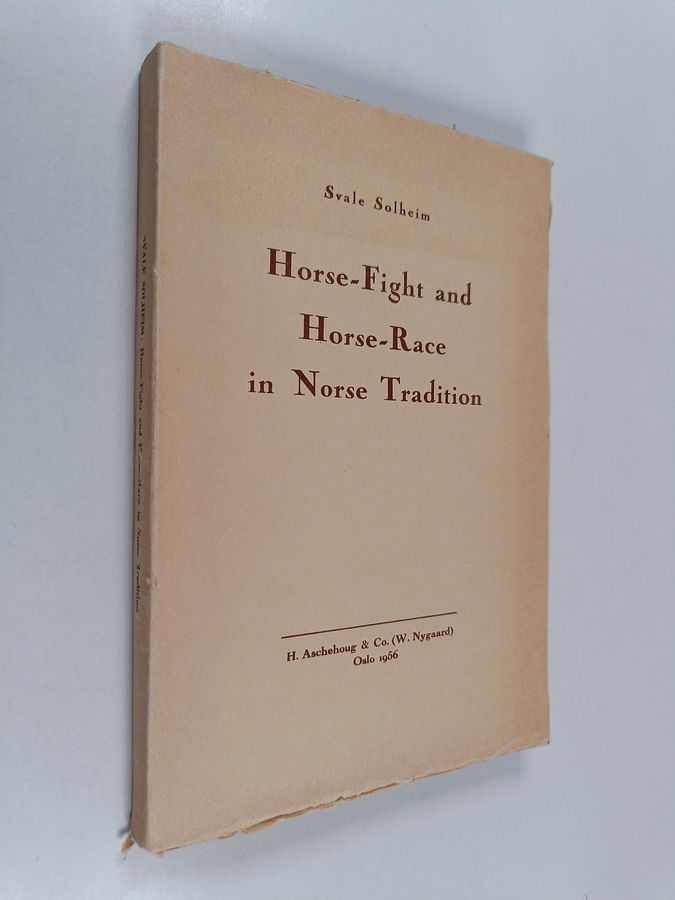 Svale Solheim
Horse-Fight and
Horse-Race
in Norse Tradition
H. Aschehoug & Co. (W. Nygaard)
Oslo 1956
SVALE SOLHEIM: Horse-Fight and Horse-Race in Norse Tradition